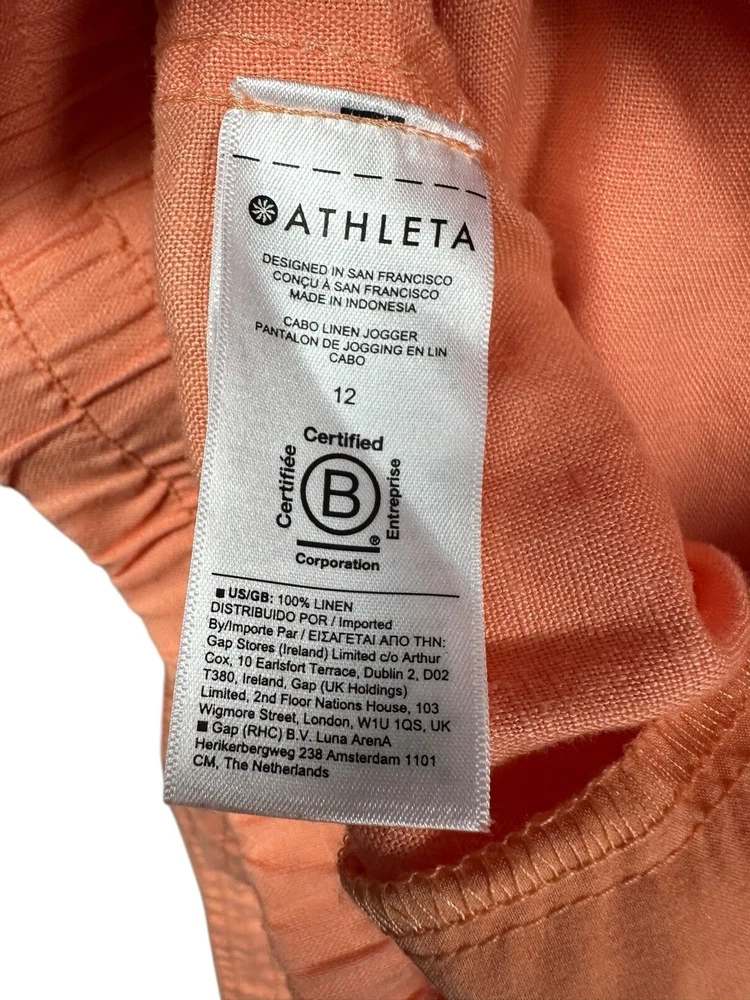 ATHLETA
DESIGNED IN SAN FRANCISCO
CONÇU À SAN FRANCISCO
MADE IN INDONESIA
CABO LINEN JOGGER
PANTALON DE JOGGING EN LIN
CABO
12
Certified
Certifiée
B
Entreprise
®
Corporation
■ US/GB: 100% LINEN
DISTRIBUIDO POR / Imported
By/Importe Par / ΕΙΣΑΓΕΤΑΙ ΑΠΟ ΤΗΝ:
Gap Stores (Ireland) Limited c/o Arthur
Cox, 10 Earlsfort Terrace, Dublin 2, D02
T380, Ireland, Gap (UK Holdings)
Limited, 2nd Floor Nations House, 103
Wigmore Street, London, W1U 1QS, UK
■ Gap (RHC) B.V. Luna ArenA
Herikerbergweg 238 Amsterdam 1101
CM, The Netherlands